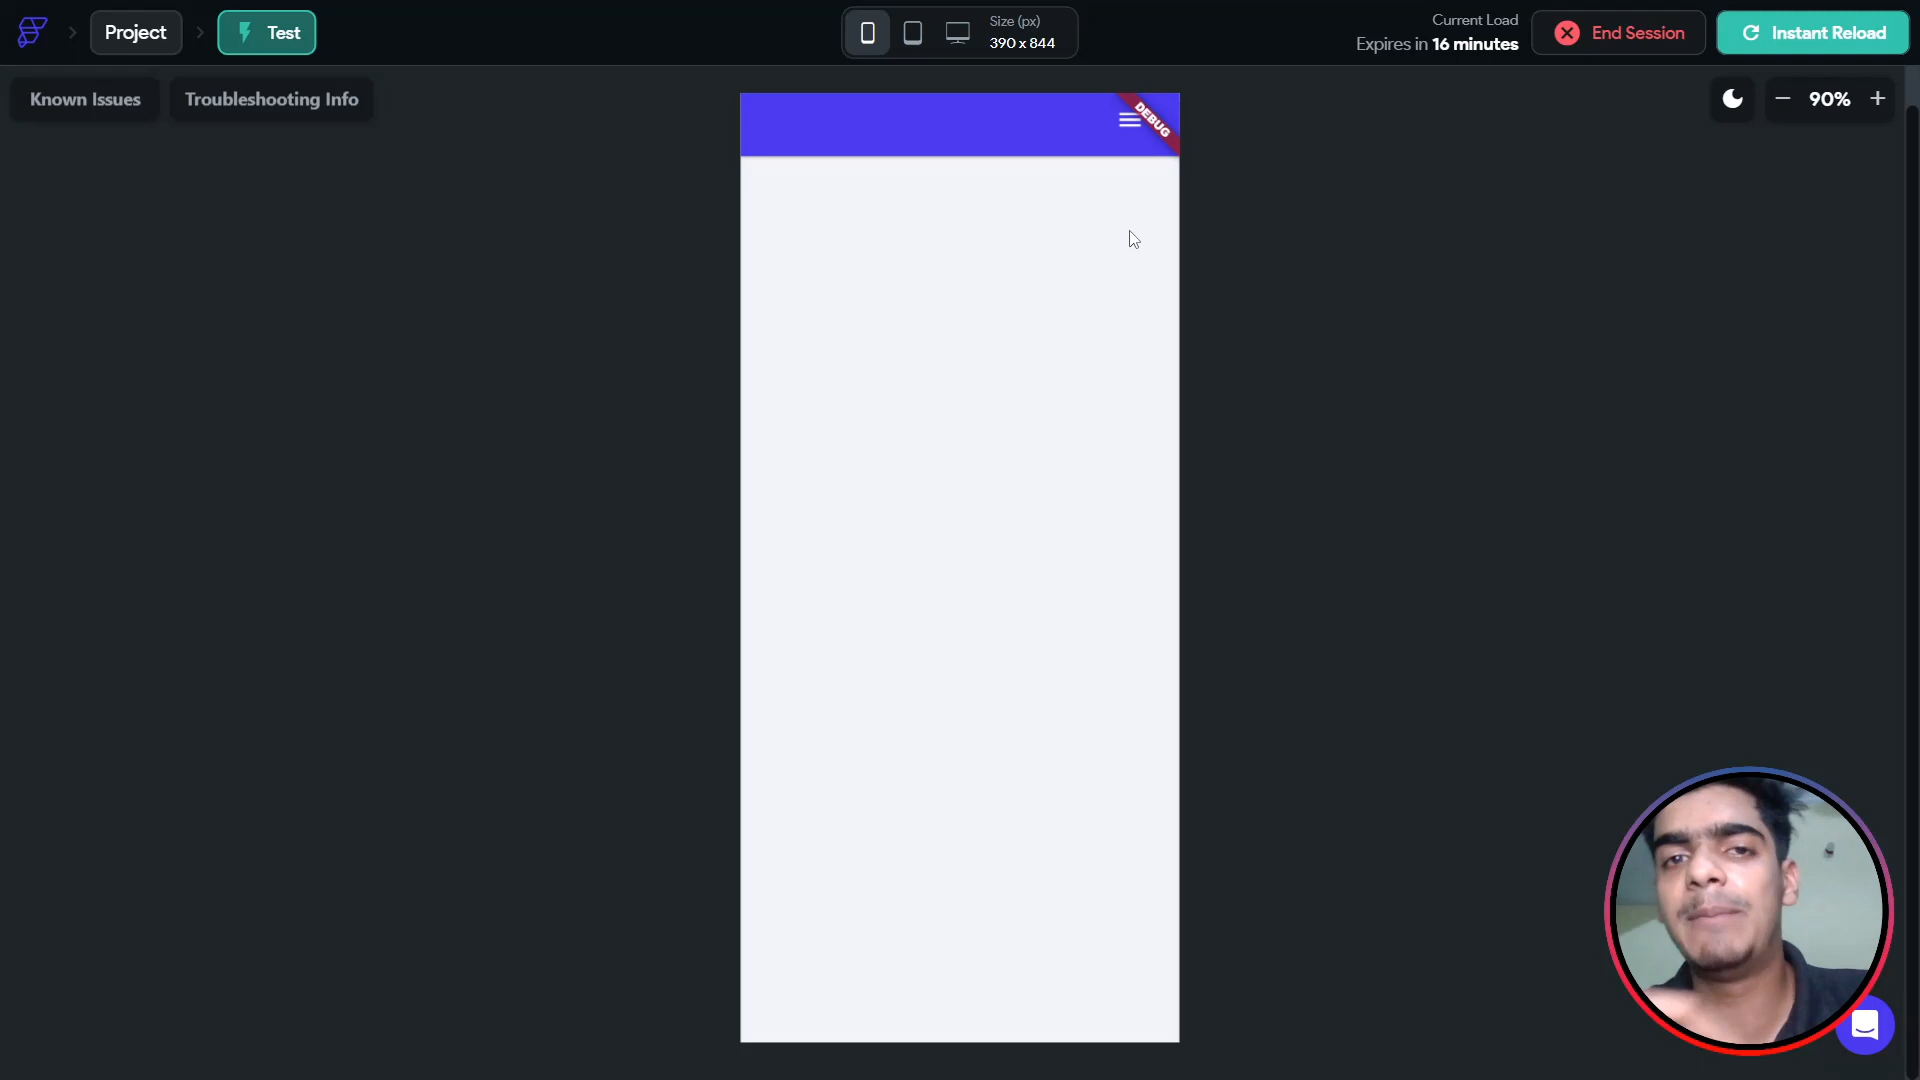 Project
Test
Size (px)
390 x 844
Current Load
Expires in 16 minutes
End Session
Instant Reload
Known Issues
Troubleshooting Info
90%
DEBUG